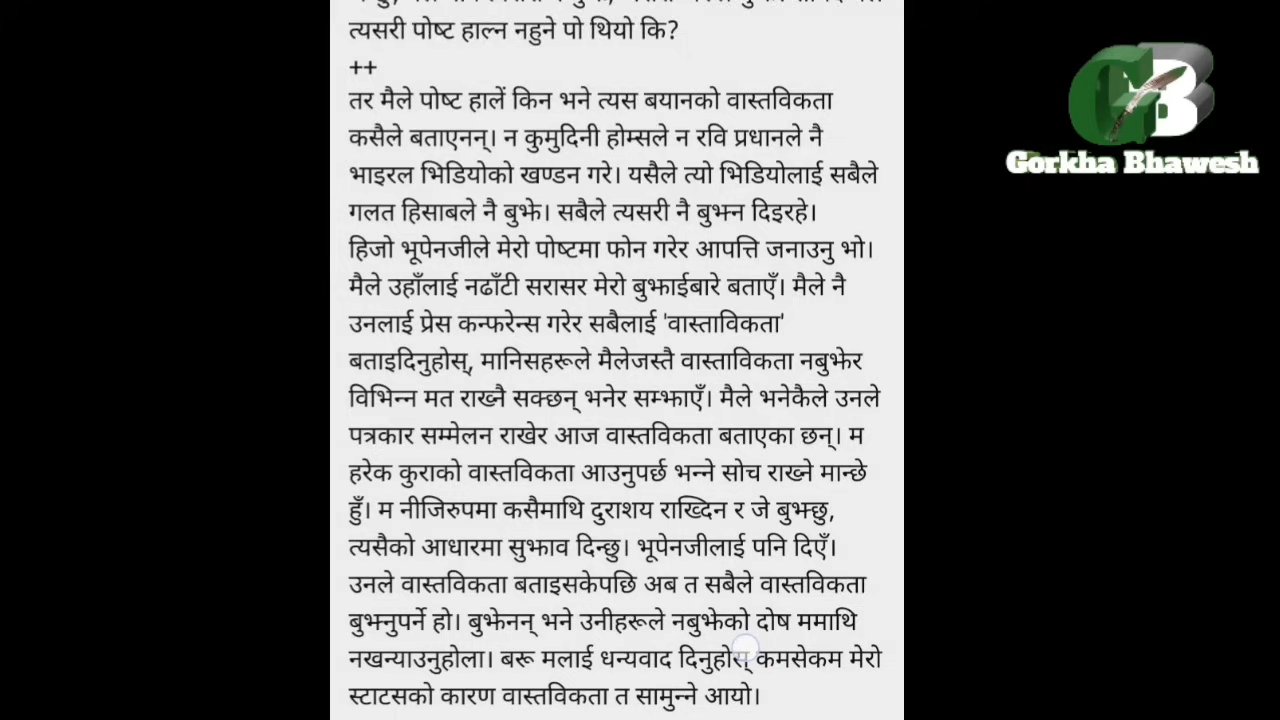 त्यसरी पोष्ट हाल्न नहुने पो थियो कि?
++
तर मैले पोष्ट हालें किन भने त्यस बयानको वास्तविकता
कसैले बताएनन्। न कुमुदिनी होम्सले न रवि प्रधानले नै
भाइरल भिडियोको खण्डन गरे। यसैले त्यो भिडियोलाई सबैले
गलत हिसाबले नै बुझे। सबैले त्यसरी नै बुझ्न दिइरहे।
हिजो भूपेनजीले मेरो पोष्टमा फोन गरेर आपत्ति जनाउनु भो।
मैले उहाँलाई नढाँटी सरासर मेरो बुझाईबारे बताएँ। मैले नै
उनलाई प्रेस कन्फरेन्स गरेर सबैलाई 'वास्ताविकता'
बताइदिनुहोस्, मानिसहरूले मैलेजस्तै वास्ताविकता नबुझेर
विभिन्न मत राख्नै सक्छन् भनेर सम्झाएँ। मैले भनेकैले उनले
पत्रकार सम्मेलन राखेर आज वास्तविकता बताएका छन्। म
हरेक कुराको वास्तविकता आउनुपर्छ भन्ने सोच राख्ने मान्छे
हुँ। म नीजिरुपमा कसैमाथि दुराशय राख्दिन र जे बुझ्छु,
त्यसैको आधारमा सुझाव दिन्छु। भूपेनजीलाई पनि दिएँ।
उनले वास्तविकता बताइसकेपछि अब त सबैले वास्तविकता
बुझ्नुपर्ने हो। बुझेनन् भने उनीहरूले नबुझेको दोष ममाथि
नखन्याउनुहोला। बरू मलाई धन्यवाद दिनुहोस् कमसेकम मेरो
स्टाटसको कारण वास्तविकता त सामुन्ने आयो।
GB
Gorkha Bhawesh